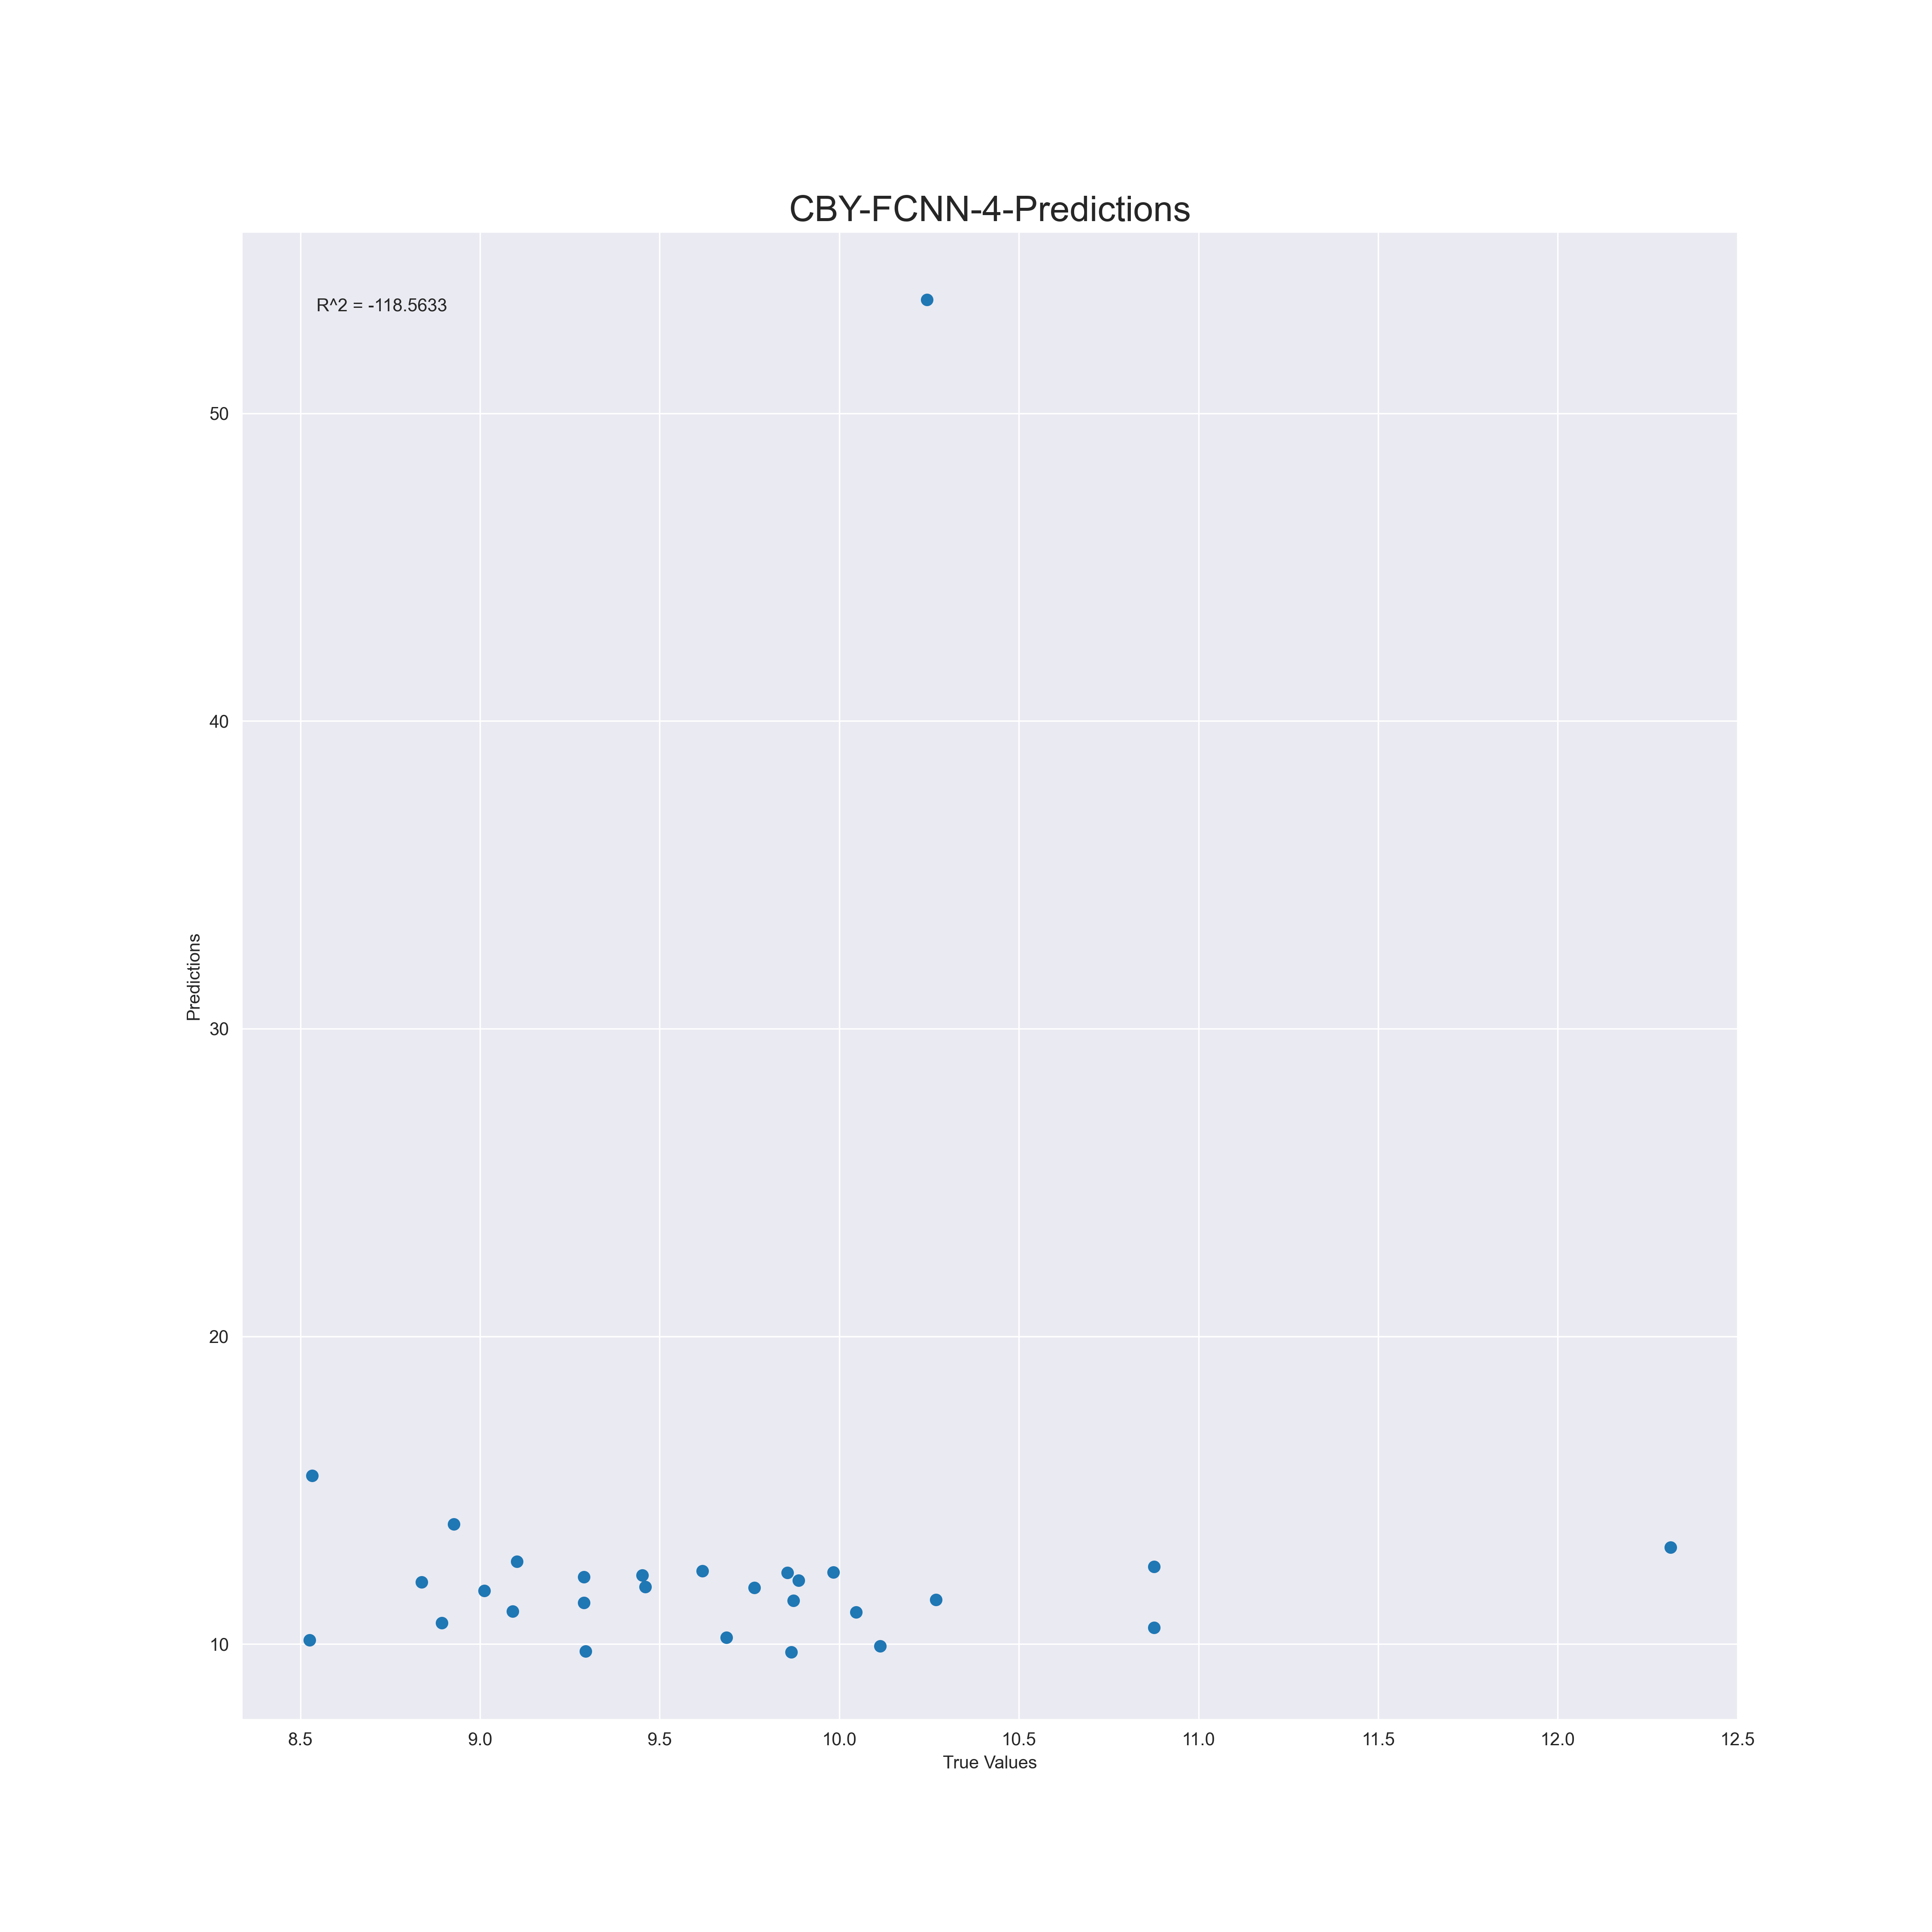 CBY-FCNN-4-Predictions
R^2 = -118.5633
50
40
30
20
10
Predictions
8.5 9.0 9.5 10.0 10.5 11.0 11.5 12.0 12.5
True Values